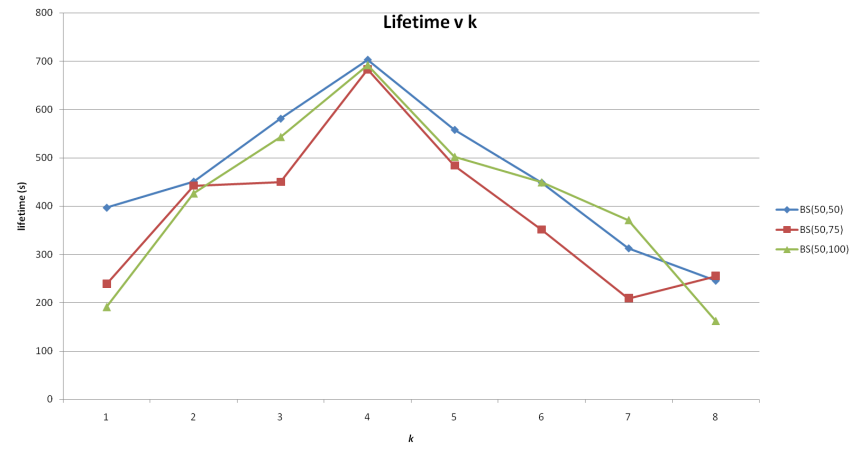 Lifetime v k
800
700
600
500
400
300
200
100
0
lifetime (s)
1 2 3 4 5 6 7 8
k
BS(50,50)
BS(50,75)
BS(50,100)